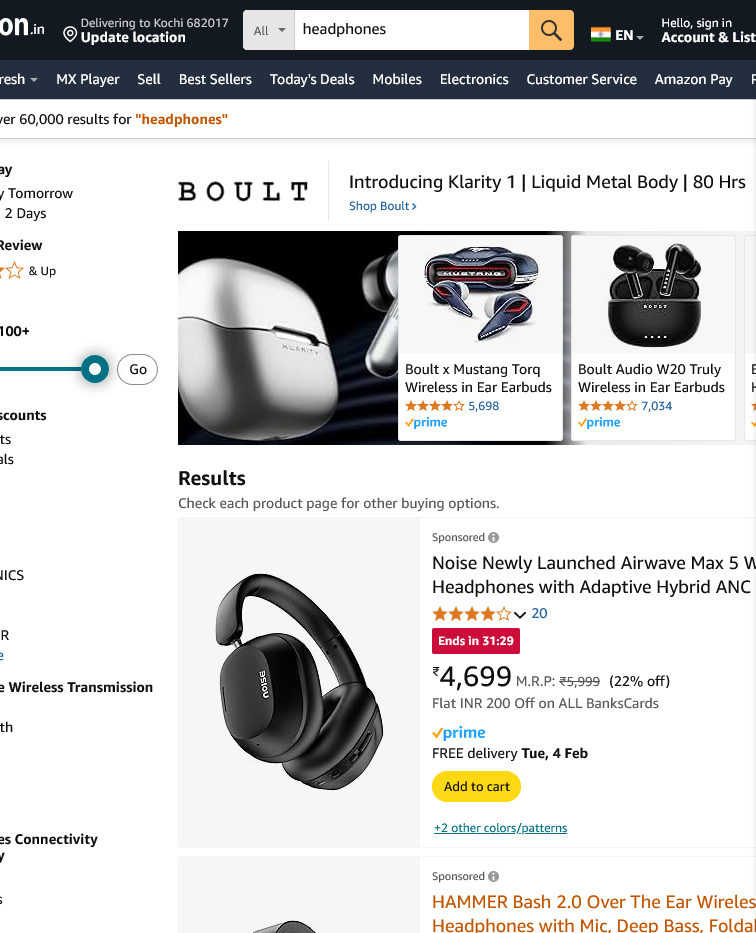 on.in
Delivering to Kochi 682017
Update location
All
headphones
EN
Hello, sign in
Account & List
resh
MX Player
Sell
Best Sellers
Today's Deals
Mobiles
Electronics
Customer Service
Amazon Pay
ver 60,000 results for "headphones"
ay
y Tomorrow
2 Days
Review
& Up
100+
Go
scounts
ts
als
NICS
R
e
e Wireless Transmission
th
es Connectivity
y
s
BOULT
Introducing Klarity 1 | Liquid Metal Body | 80 Hrs
Shop Boult ›
KLARITY
MUSTANG
Boult x Mustang Torq
Wireless in Ear Earbuds
5,698
prime
BOULT
Boult Audio W20 Truly
Wireless in Ear Earbuds
7,034
prime
Results
Check each product page for other buying options.
noise
Sponsored
Noise Newly Launched Airwave Max 5 W
Headphones with Adaptive Hybrid ANC
20
Ends in 31:29
₹4,699 M.R.P: ₹5,999 (22% off)
Flat INR 200 Off on ALL BanksCards
prime
FREE delivery Tue, 4 Feb
Add to cart
+2 other colors/patterns
Sponsored
HAMMER Bash 2.0 Over The Ear Wireles
Headphones with Mic, Deep Bass, Foldal